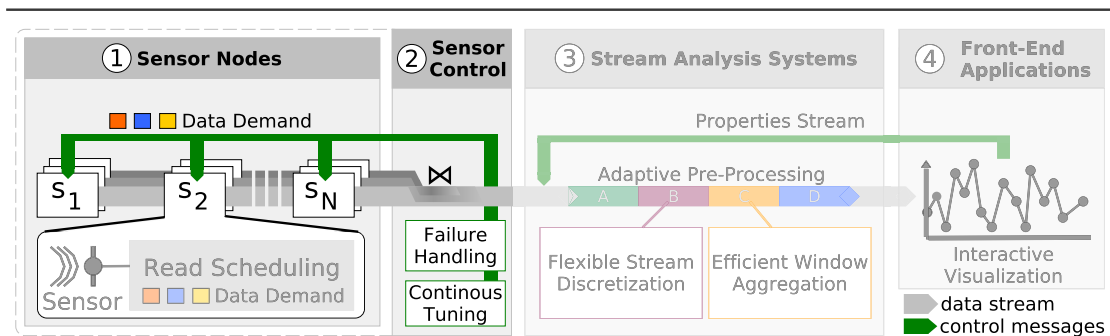 1 Sensor Nodes
2 Sensor
Control
3 Stream Analysis Systems
4 Front-End
Applications
Data Demand
Properties Stream
S1
S2
SN
⋈
Adaptive Pre-Processing
A B C D
Sensor
Read Scheduling
Data Demand
Failure
Handling
Continous
Tuning
Flexible Stream
Discretization
Efficient Window
Aggregation
Interactive
Visualization
data stream
control messages